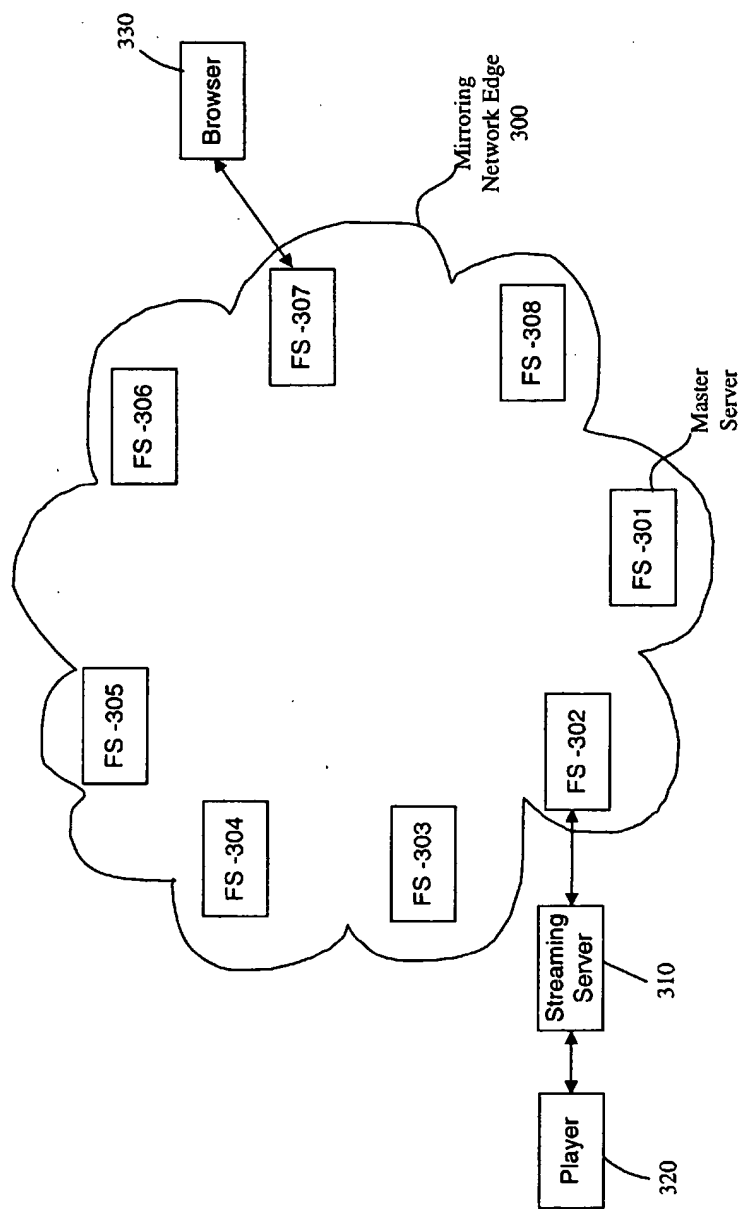 330
Browser
Mirroring
Network Edge
300
FS -307
FS -306
FS -308
Master
Server
FS -301
FS -305
FS -302
FS -304
FS -303
Streaming
Server
310
Player
320